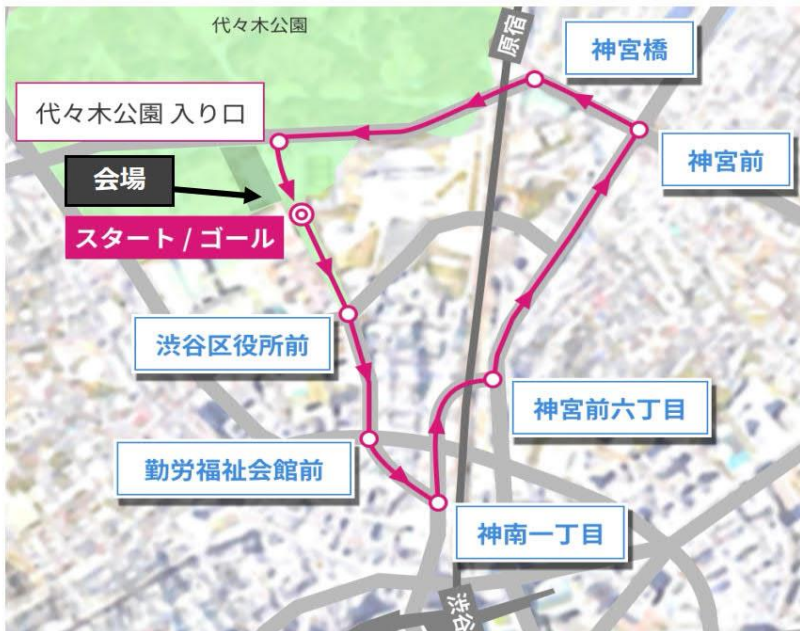 代々木公園
原宿
神宮橋
代々木公園 入り口
神宮前
会場
スタート / ゴール
渋谷区役所前
神宮前六丁目
勤労福祉会館前
神南一丁目
渋谷